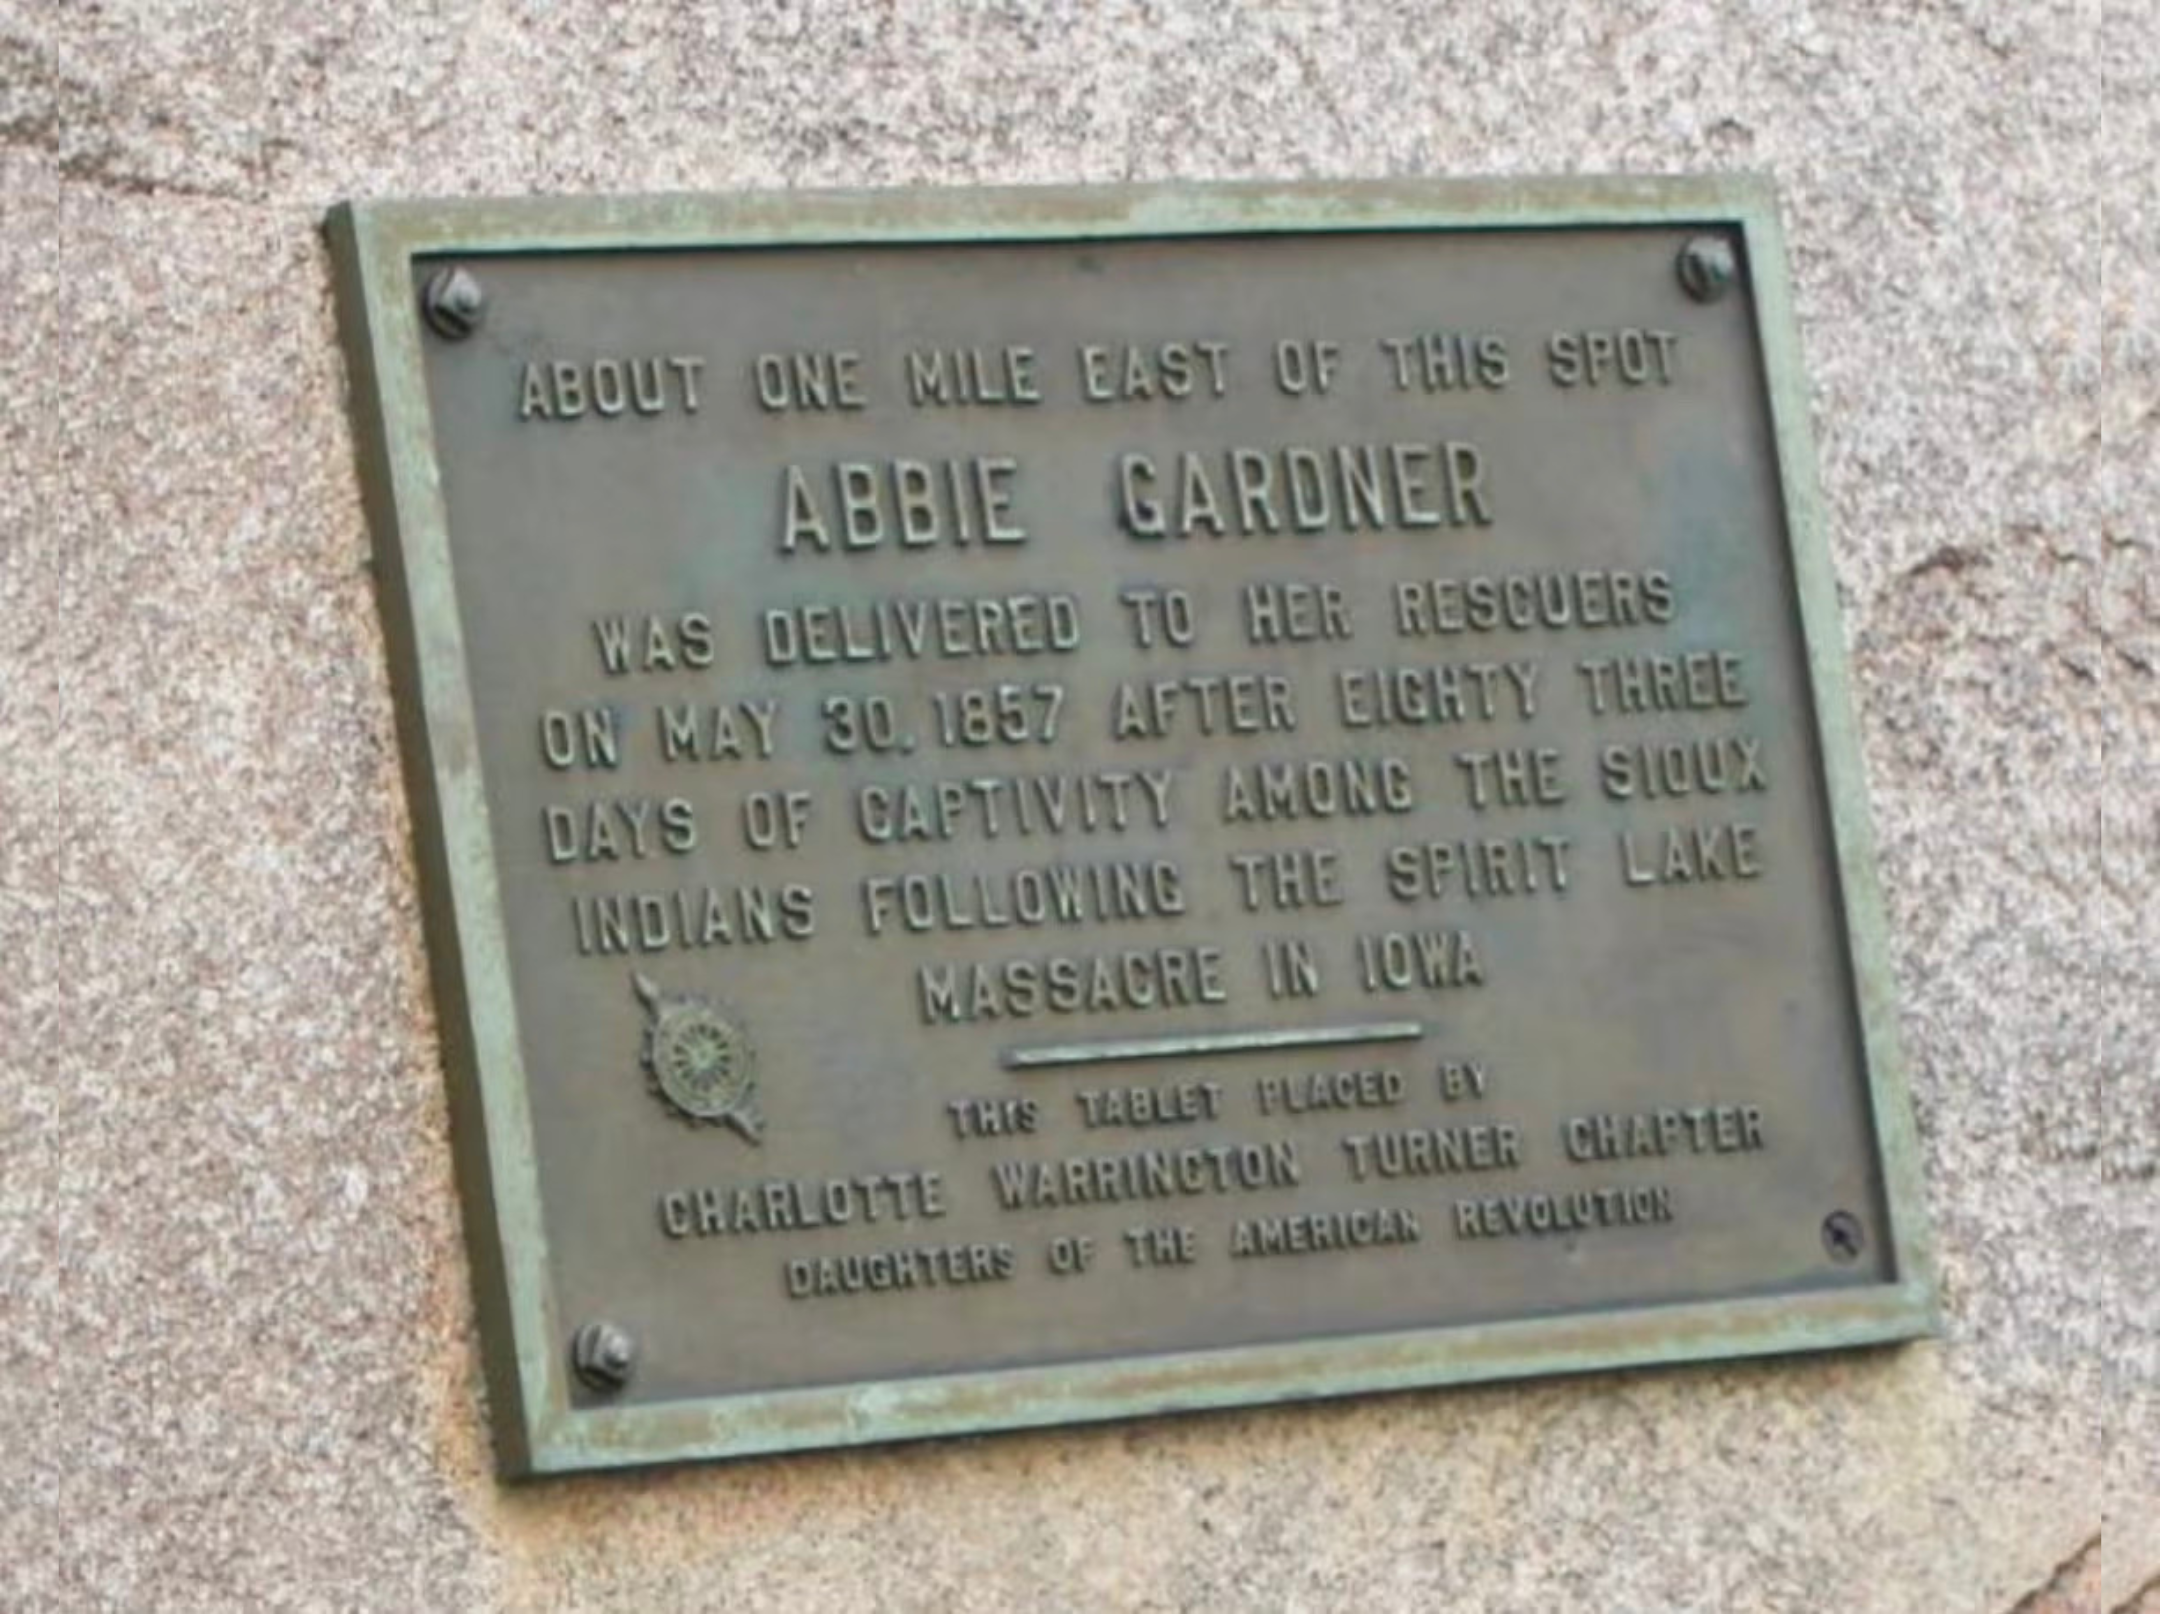 ABOUT ONE MILE EAST OF THIS SPOT
ABBIE GARDNER
WAS DELIVERED TO HER RESCUERS
ON MAY 30, 1857 AFTER EIGHTY THREE
DAYS OF CAPTIVITY AMONG THE SIOUX
INDIANS FOLLOWING THE SPIRIT LAKE
MASSACRE IN IOWA
THIS TABLET PLACED BY
CHARLOTTE WARRINGTON TURNER CHAPTER
DAUGHTERS OF THE AMERICAN REVOLUTION